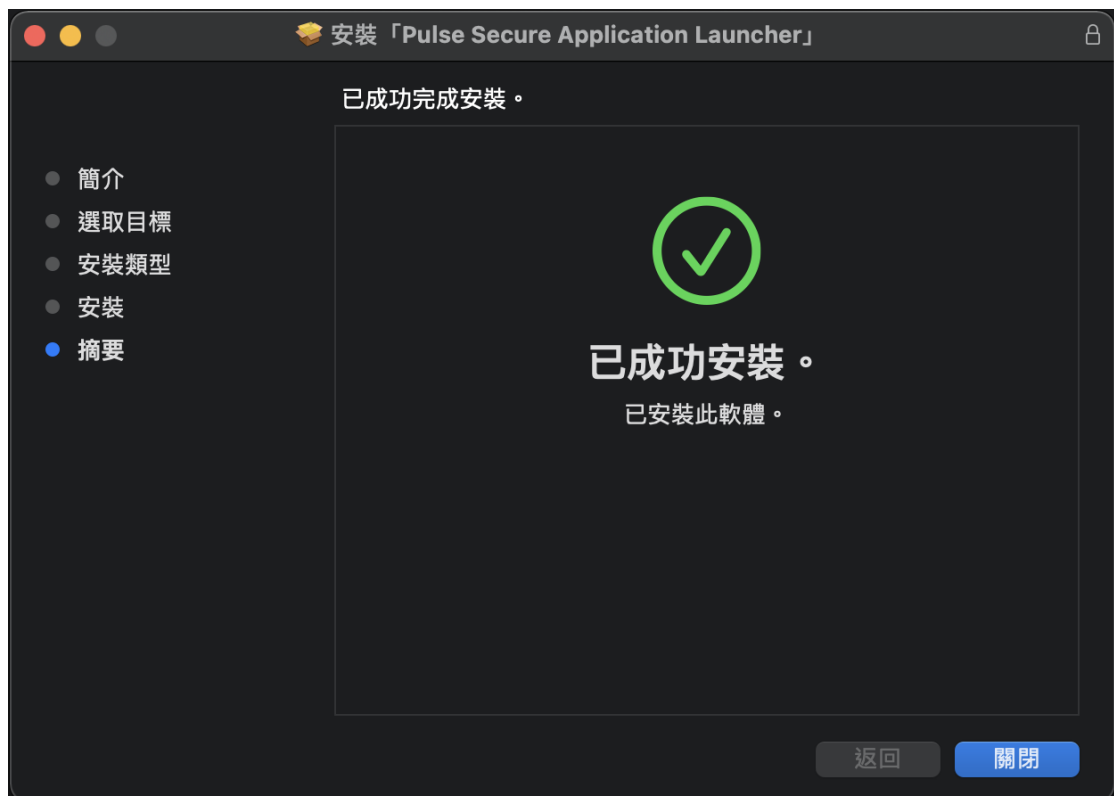 安裝「Pulse Secure Application Launcher」
已成功完成安裝。
簡介
選取目標
安裝類型
安裝
摘要
已成功安裝。
已安裝此軟體。
返回
關閉